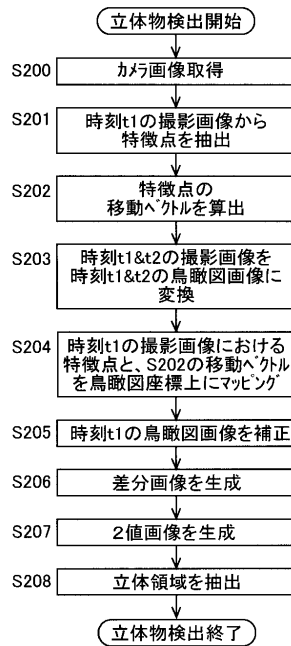 立体物検出開始
S200
カメラ画像取得
S201
時刻t1の撮影画像から
特徴点を抽出
S202
特徴点の
移動ベクトルを算出
S203
時刻t1&t2の撮影画像を
時刻t1&t2の鳥瞰図画像に
変換
S204
時刻t1の撮影画像における
特徴点と、S202の移動ベクトル
を鳥瞰図座標上にマッピング
S205
時刻t1の鳥瞰図画像を補正
S206
差分画像を生成
S207
2値画像を生成
S208
立体領域を抽出
立体物検出終了